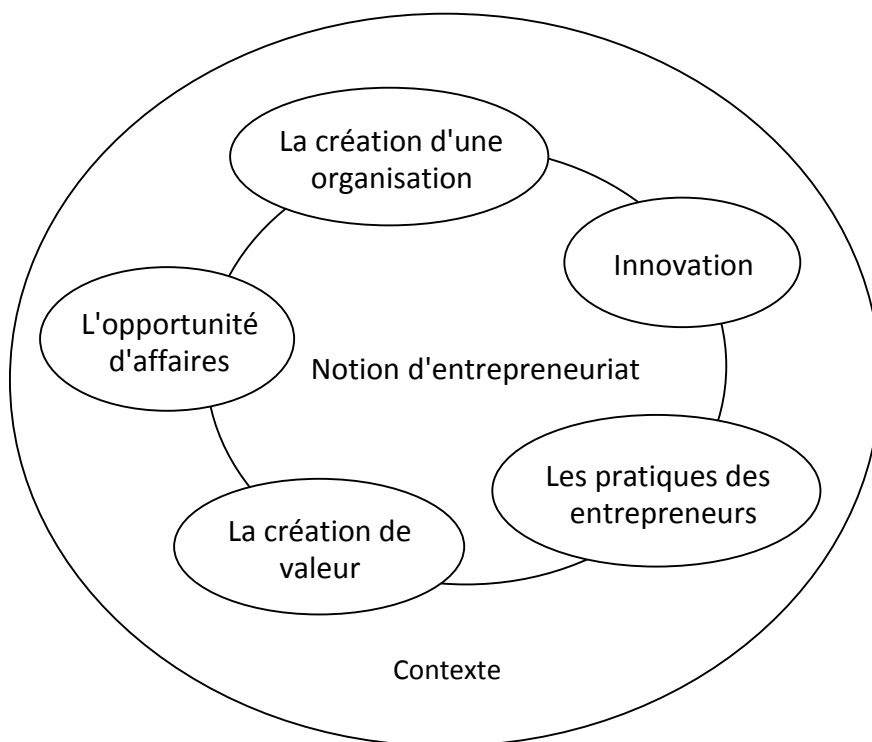 La création d'une
organisation
Innovation
L'opportunité
d'affaires
Notion d'entrepreneuriat
Les pratiques des
entrepreneurs
La création de
valeur
Contexte